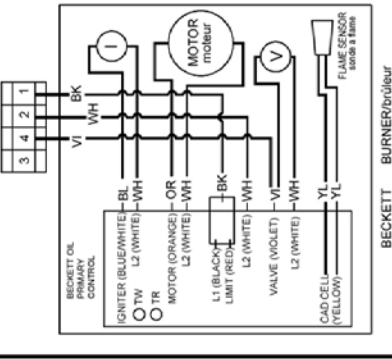 MOTOR
moteur
I
V
FLAME SENSOR
sonde a flame
1
2
4
3
BK
WH
VI
BL
WH
OR
WH
BK
WH
VI
WH
YL
YL
BECKETT OIL
PRIMARY
CONTROL
IGNITER (BLUE/WHITE)
L2 (WHITE)
TW
TR
MOTOR (ORANGE)
L2 (WHITE)
L1 (BLACK)
LIMIT (RED)
L2 (WHITE)
VALVE (VIOLET)
L2 (WHITE)
CAD CELL
(YELLOW)
BECKETT BURNER/brûleur